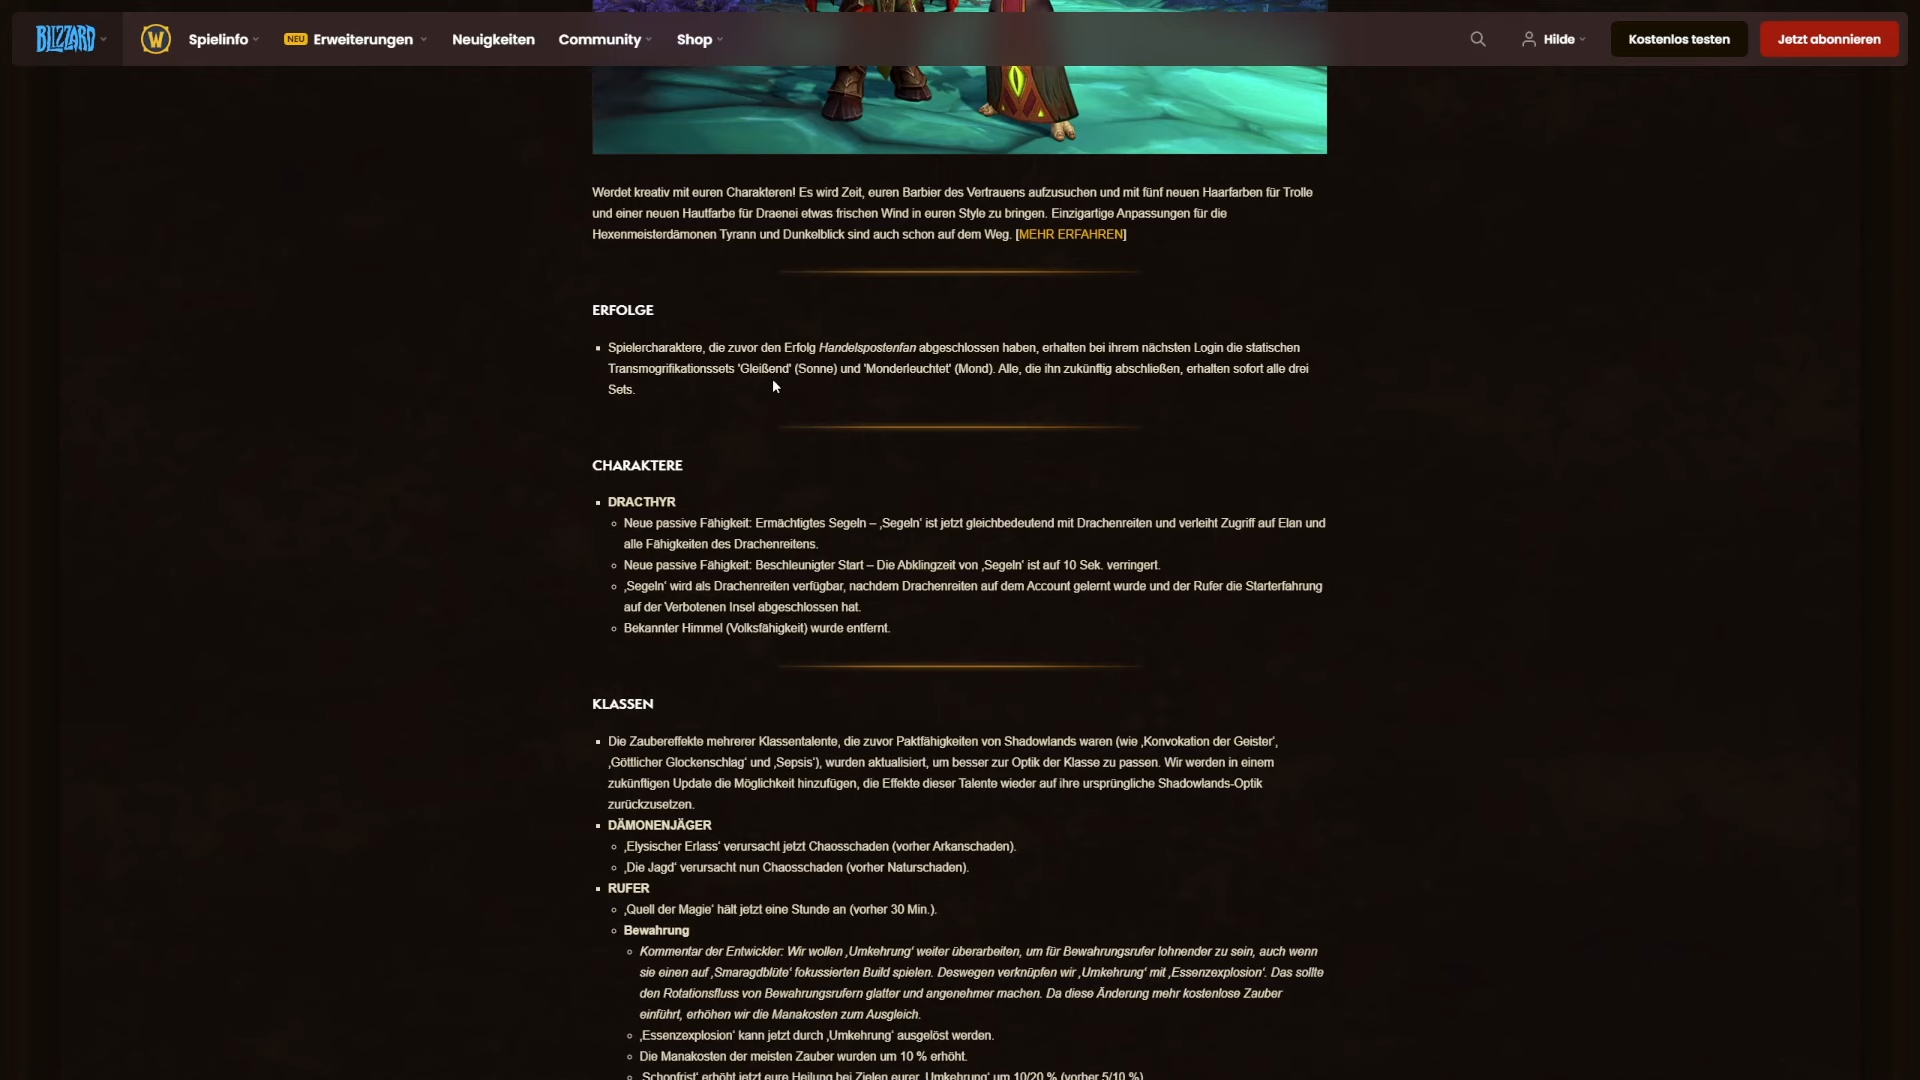 BLIZZARD
W
Spielinfo
NEU Erweiterungen
Neuigkeiten
Community
Shop
Hilde
Kostenlos testen
Jetzt abonnieren
Werdet kreativ mit euren Charakteren! Es wird Zeit, euren Barbier des Vertrauens aufzusuchen und mit fünf neuen Haarfarben für Trolle
und einer neuen Hautfarbe für Draenei etwas frischen Wind in euren Style zu bringen. Einzigartige Anpassungen für die
Hexenmeisterdämonen Tyrann und Dunkelblick sind auch schon auf dem Weg. [MEHR ERFAHREN]
ERFOLGE
Spielercharaktere, die zuvor den Erfolg Handelspostenfan abgeschlossen haben, erhalten bei ihrem nächsten Login die statischen
Transmogrifikationssets 'Gleißend' (Sonne) und 'Monderleuchtet' (Mond). Alle, die ihn zukünftig abschließen, erhalten sofort alle drei
Sets.
CHARAKTERE
DRACTHYR
Neue passive Fähigkeit: Ermächtigtes Segeln – ‚Segeln‘ ist jetzt gleichbedeutend mit Drachenreiten und verleiht Zugriff auf Elan und
alle Fähigkeiten des Drachenreitens.
Neue passive Fähigkeit: Beschleunigter Start – Die Abklingzeit von ‚Segeln‘ ist auf 10 Sek. verringert.
‚Segeln‘ wird als Drachenreiten verfügbar, nachdem Drachenreiten auf dem Account gelernt wurde und der Rufer die Starterfahrung
auf der Verbotenen Insel abgeschlossen hat.
Bekannter Himmel (Volksfähigkeit) wurde entfernt.
KLASSEN
Die Zaubereffekte mehrerer Klassentalente, die zuvor Paktfähigkeiten von Shadowlands waren (wie ‚Konvokation der Geister‘,
‚Göttlicher Glockenschlag‘ und ‚Sepsis‘), wurden aktualisiert, um besser zur Optik der Klasse zu passen. Wir werden in einem
zukünftigen Update die Möglichkeit hinzufügen, die Effekte dieser Talente wieder auf ihre ursprüngliche Shadowlands-Optik
zurückzusetzen.
DÄMONENJÄGER
‚Elysischer Erlass‘ verursacht jetzt Chaosschaden (vorher Arkanschaden).
‚Die Jagd‘ verursacht nun Chaosschaden (vorher Naturschaden).
RUFER
‚Quell der Magie‘ hält jetzt eine Stunde an (vorher 30 Min.).
Bewahrung
Kommentar der Entwickler: Wir wollen ‚Umkehrung‘ weiter überarbeiten, um für Bewahrungsrufer lohnender zu sein, auch wenn
sie einen auf ‚Smaragdblüte‘ fokussierten Build spielen. Deswegen verknüpfen wir ‚Umkehrung‘ mit ‚Essenzexplosion‘. Das sollte
den Rotationsfluss von Bewahrungsrufern glatter und angenehmer machen. Da diese Änderung mehr kostenlose Zauber
einführt, erhöhen wir die Manakosten zum Ausgleich.
‚Essenzexplosion‘ kann jetzt durch ‚Umkehrung‘ ausgelöst werden.
Die Manakosten der meisten Zauber wurden um 10 % erhöht.
‚Schonfrist‘ erhöht jetzt eure Heilung bei Zielen eurer ‚Umkehrung‘ um 10/20 % (vorher 5/10 %).